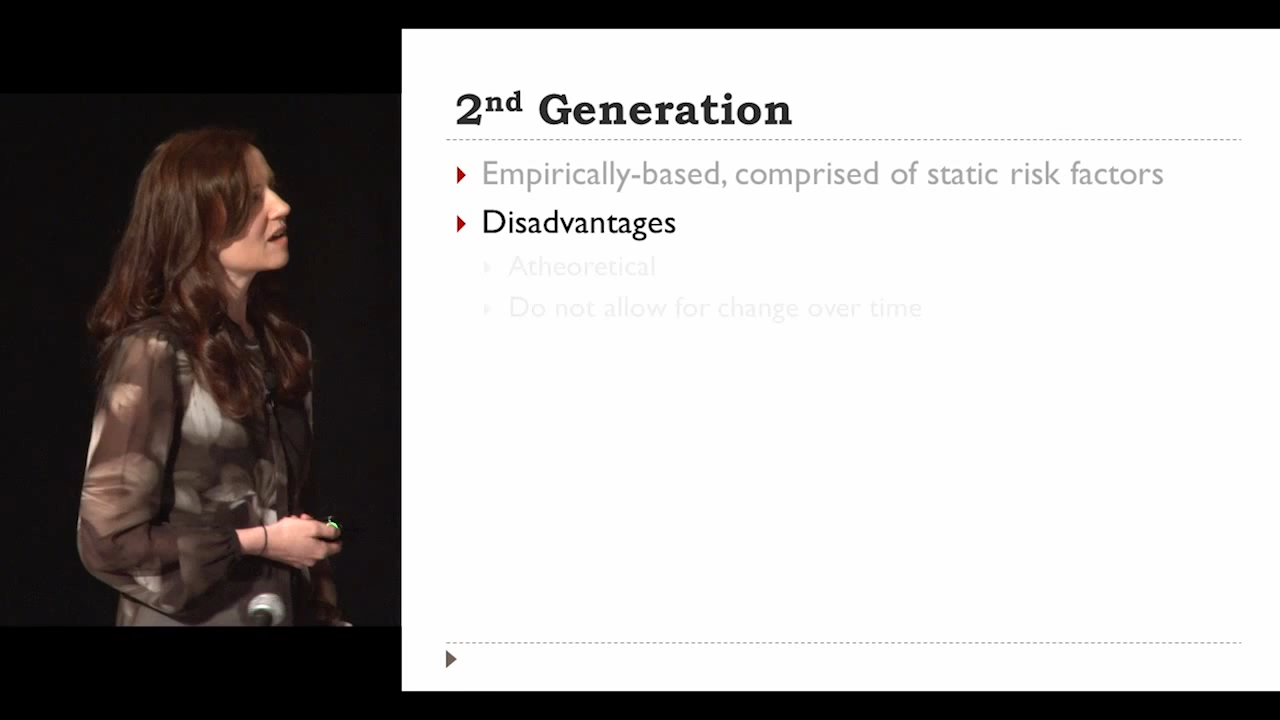 2nd Generation
Empirically-based, comprised of static risk factors
Disadvantages
Atheoretical
Do not allow for change over time